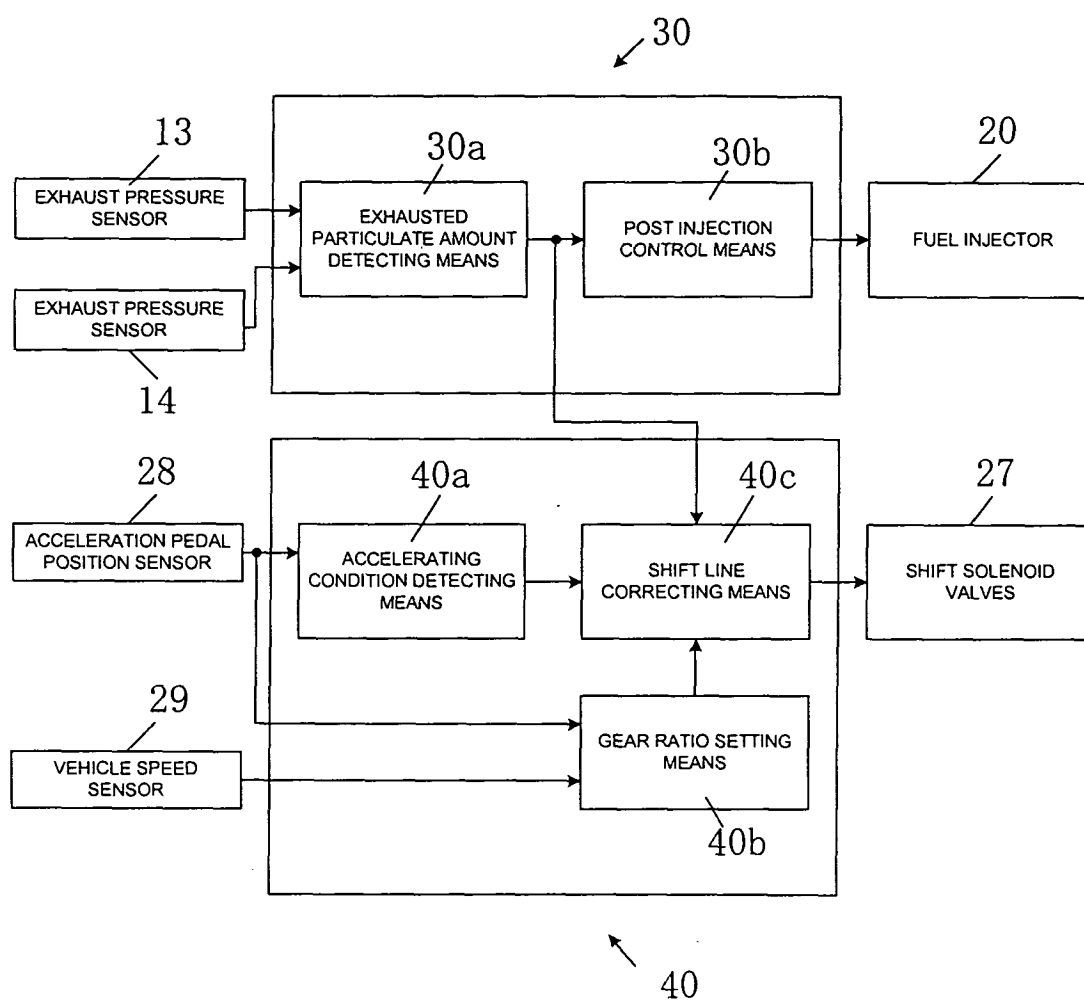 30
13
30a
30b
20
EXHAUST PRESSURE
SENSOR
EXHAUSTED
PARTICULATE AMOUNT
DETECTING MEANS
POST INJECTION
CONTROL MEANS
FUEL INJECTOR
EXHAUST PRESSURE
SENSOR
14
28
40a
40c
27
ACCELERATION PEDAL
POSITION SENSOR
ACCELERATING
CONDITION DETECTING
MEANS
SHIFT LINE
CORRECTING MEANS
SHIFT SOLENOID
VALVES
29
VEHICLE SPEED
SENSOR
GEAR RATIO SETTING
MEANS
40b
40